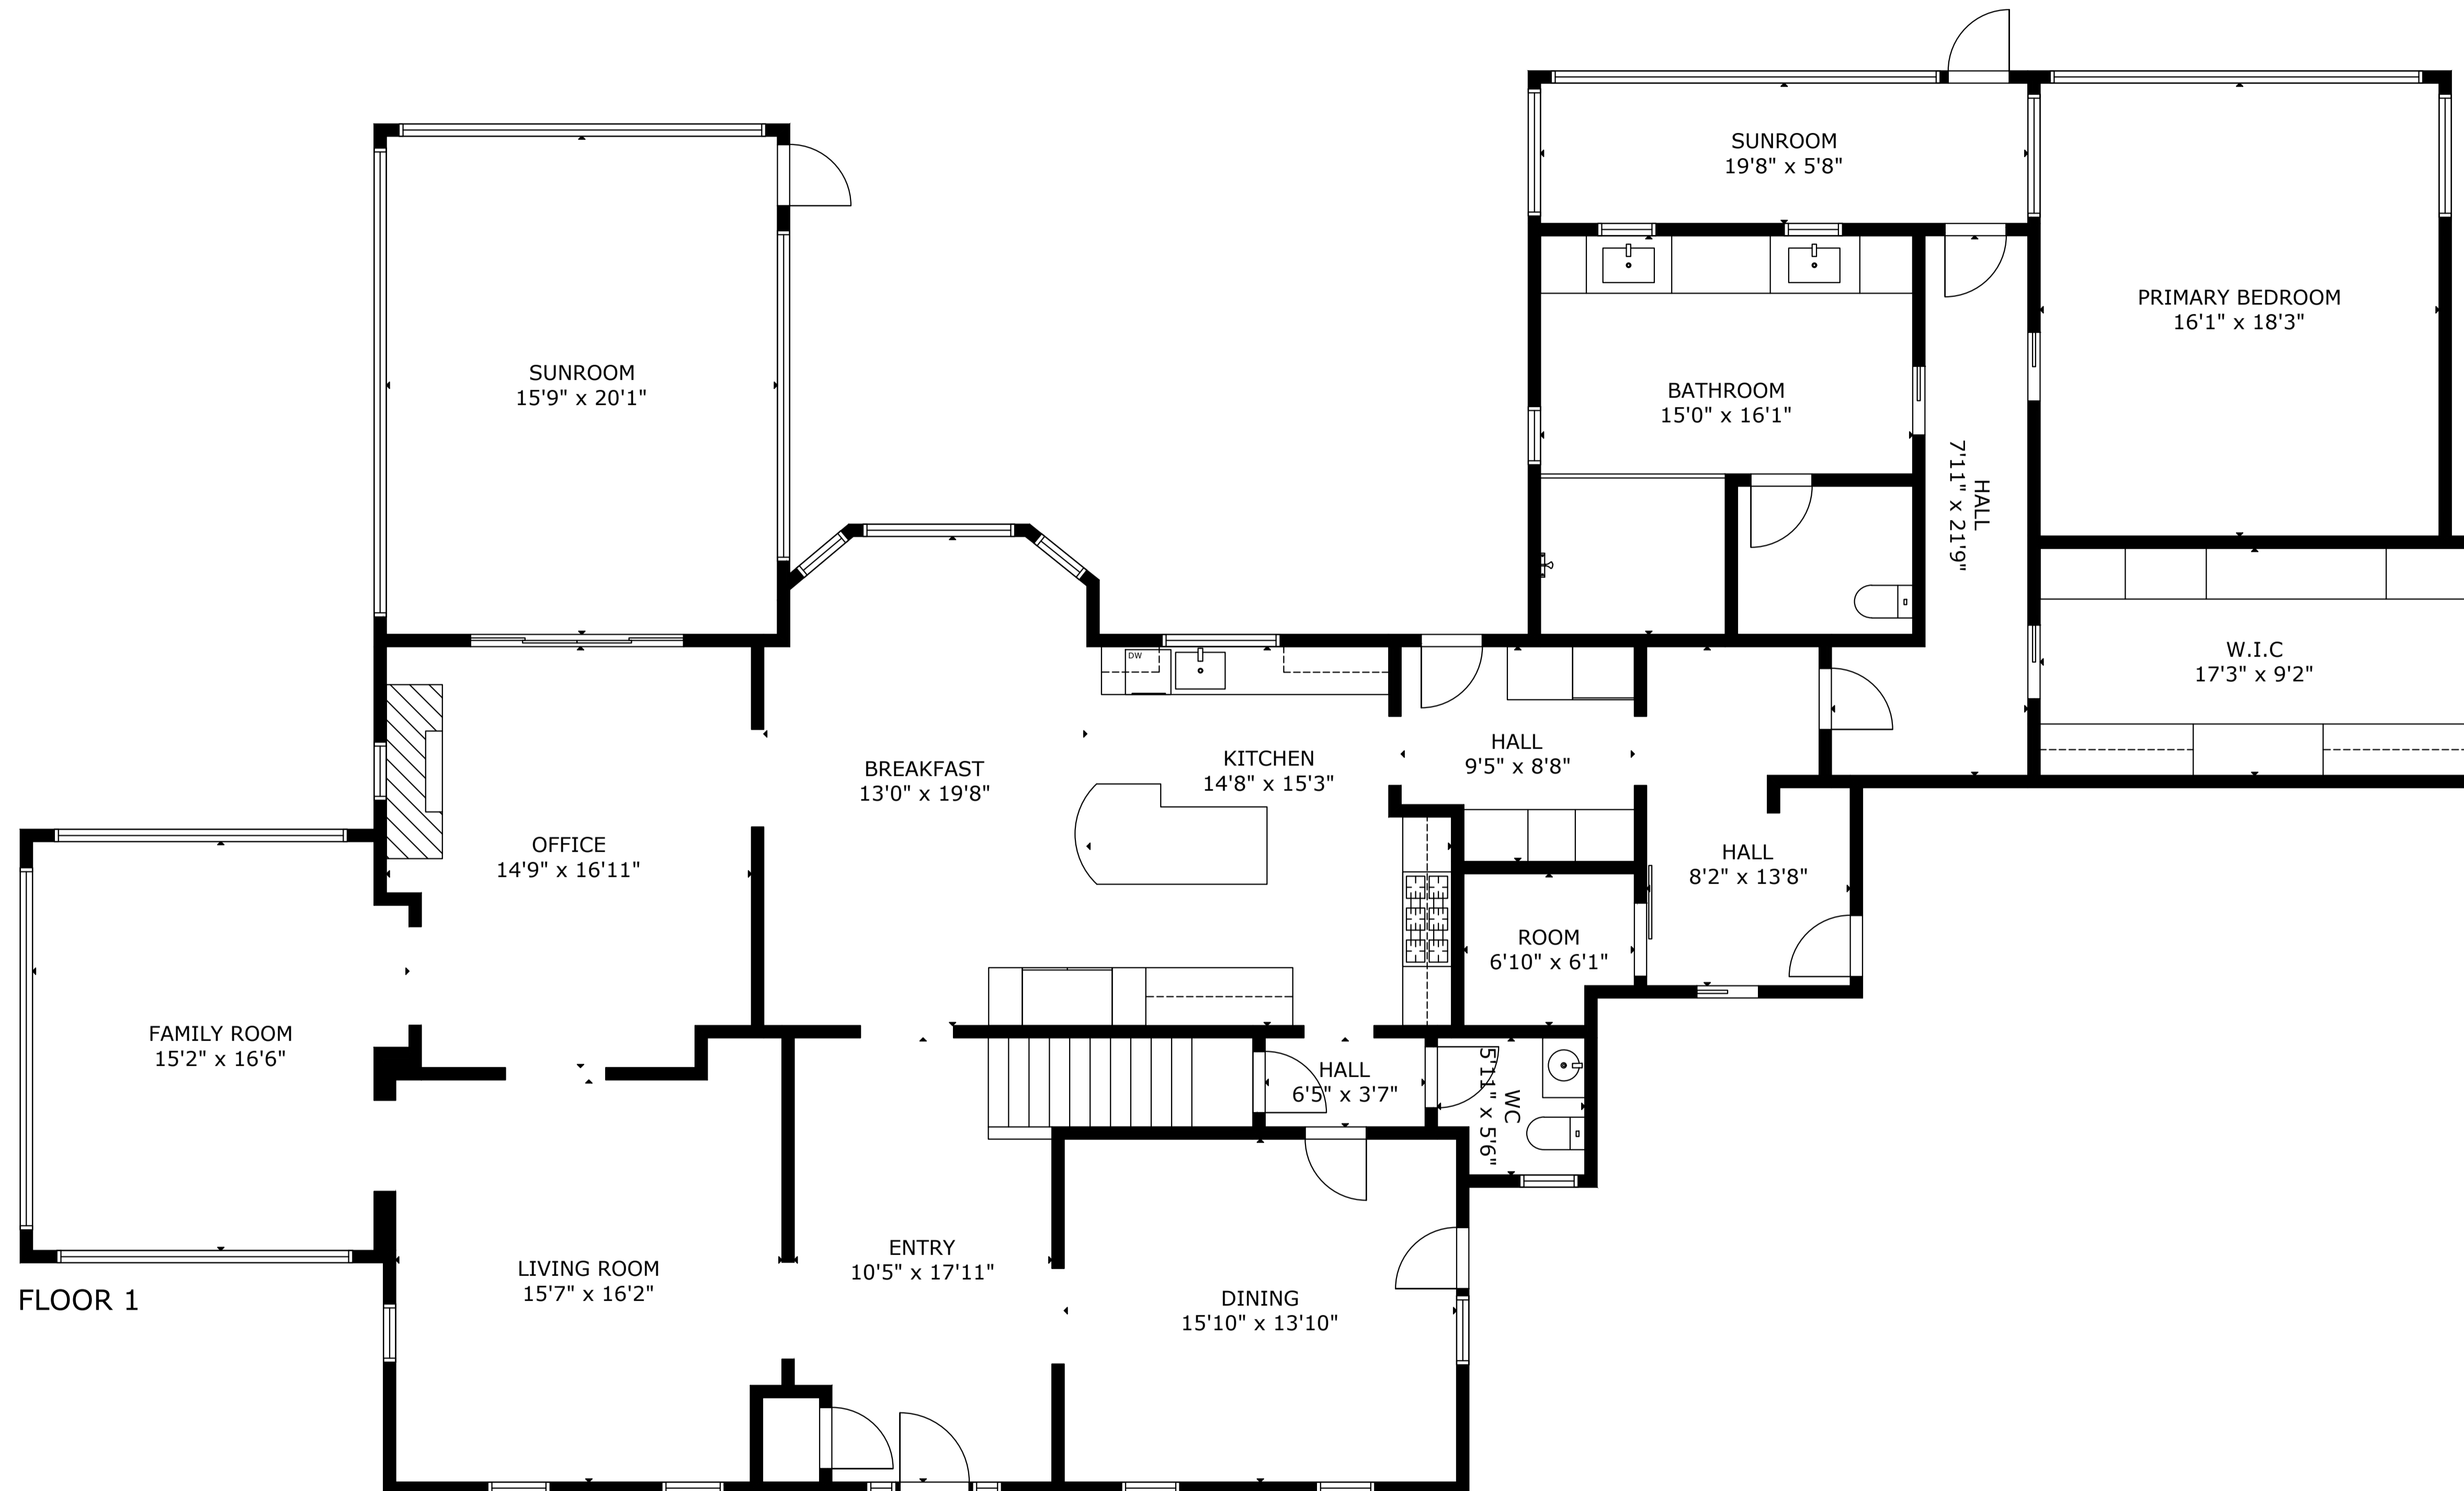 SUNROOM
19'8" x 5'8"
PRIMARY BEDROOM
16'1" x 18'3"
SUNROOM
15'9" x 20'1"
BATHROOM
15'0" x 16'1"
HALL
7'11" x 21'9"
W.I.C
17'3" x 9'2"
DW
HALL
9'5" x 8'8"
KITCHEN
14'8" x 15'3"
BREAKFAST
13'0" x 19'8"
OFFICE
14'9" x 16'11"
HALL
8'2" x 13'8"
ROOM
6'10" x 6'1"
FAMILY ROOM
15'2" x 16'6"
HALL
6'5" x 3'7"
WC
5'11" x 5'6"
ENTRY
10'5" x 17'11"
LIVING ROOM
15'7" x 16'2"
DINING
15'10" x 13'10"
FLOOR 1